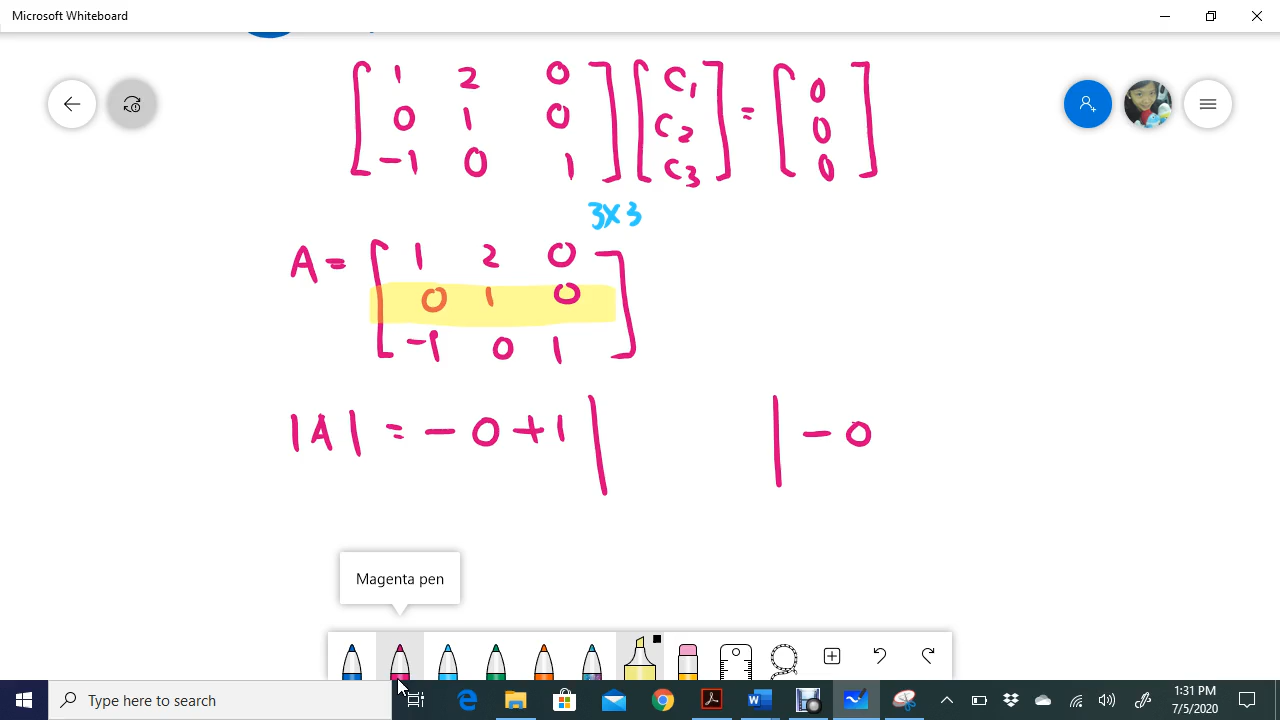 Microsoft Whiteboard
[1 2 0] [C1] = [0]
[0 1 0] [C2] [0]
[-1 0 1] [C3] [0]
3x3
A = [1 2 0]
[0 1 0]
[-1 0 1]
|A| = - 0 + 1 | | - 0
Magenta pen
Type here to search
1:31 PM
7/5/2020